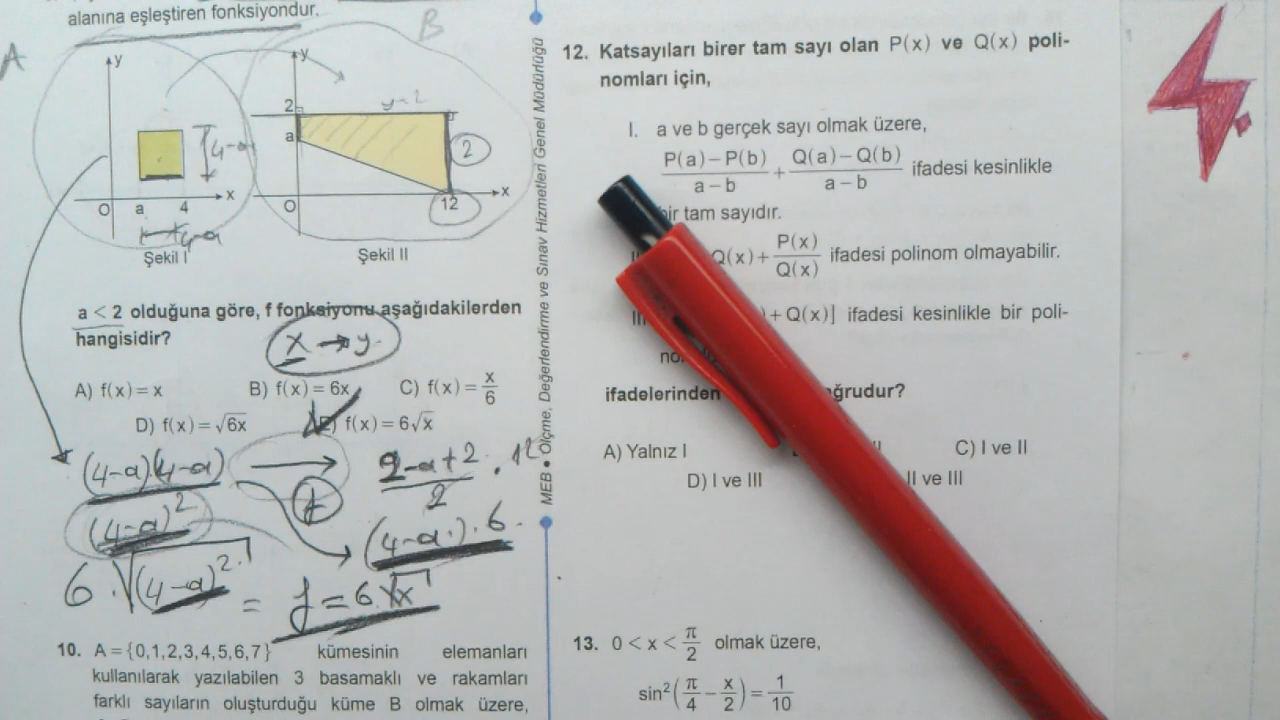 alanına eşleştiren fonksiyondur.
A
B
y
4-a
O a 4 x
4-a
Şekil I
y
y=2
2
a
2
O 12 x
Şekil II
a < 2 olduğuna göre, f fonksiyonu aşağıdakilerden
hangisidir?
x → y
A) f(x) = x B) f(x) = 6x C) f(x) = x/6
D) f(x) = √6x E) f(x) = 6√x
(4-a)(4-a) → (2-a+2)/2 . 12
f
(4-a)² (4-a).6
6.√(4-a)² = f = 6√x
10. A = {0,1,2,3,4,5,6,7} kümesinin elemanları
kullanılarak yazılabilen 3 basamaklı ve rakamları
farklı sayıların oluşturduğu küme B olmak üzere,
MEB ● Ölçme, Değerlendirme ve Sınav Hizmetleri Genel Müdürlüğü
12. Katsayıları birer tam sayı olan P(x) ve Q(x) poli-
nomları için,
I. a ve b gerçek sayı olmak üzere,
(P(a) – P(b))/(a – b) + (Q(a) – Q(b))/(a – b) ifadesi kesinlikle
bir tam sayıdır.
Q(x) + P(x)/Q(x) ifadesi polinom olmayabilir.
+ Q(x)] ifadesi kesinlikle bir poli-
ifadelerinden
A) Yalnız I C) I ve II
D) I ve III II ve III
13. 0 < x < π/2 olmak üzere,
sin²(π/4 – x/2) = 1/10